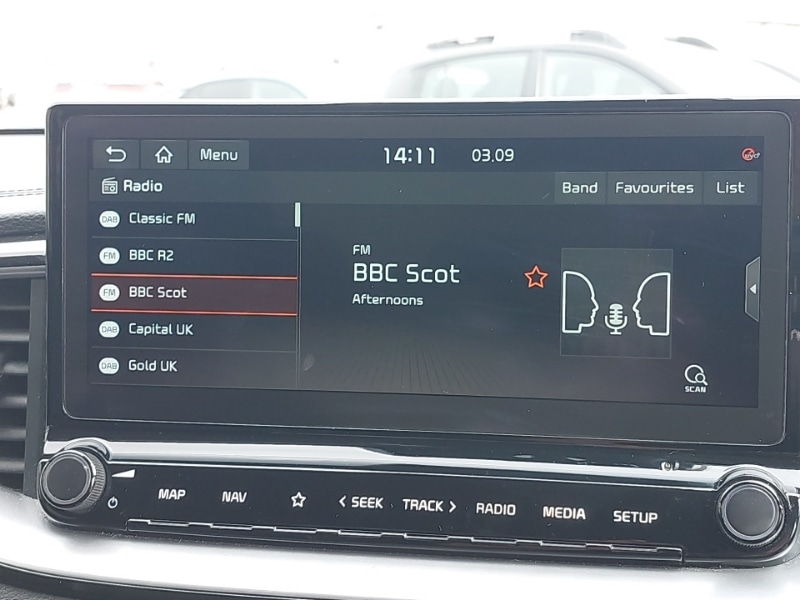 Menu 14:11 03.09
Radio Band Favourites List
DAB Classic FM
FM BBC R2
FM BBC Scot
DAB Capital UK
DAB Gold UK
FM
BBC Scot
Afternoons
SCAN
MAP NAV < SEEK TRACK > RADIO MEDIA SETUP